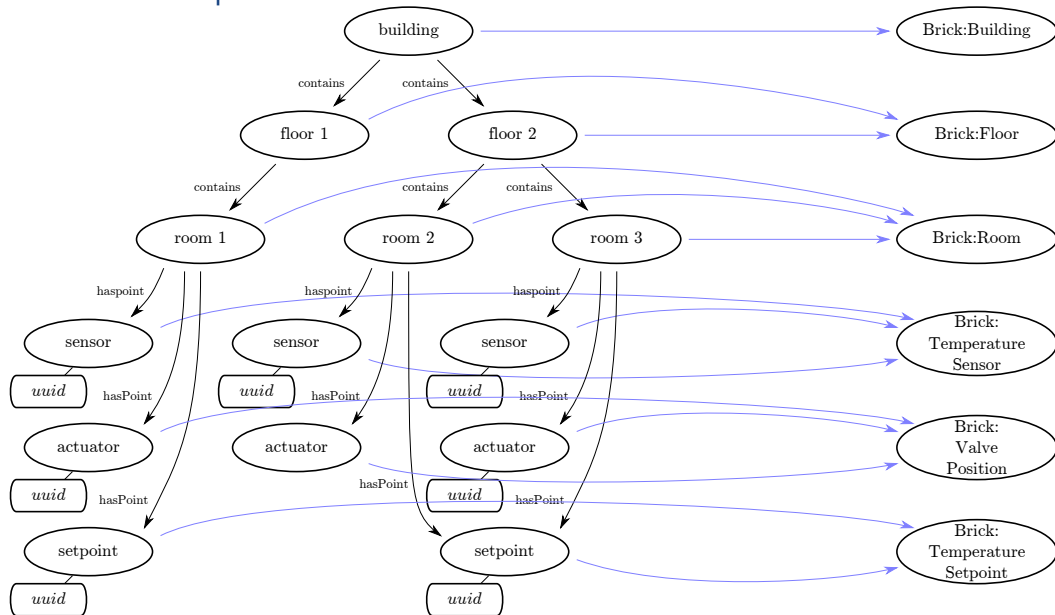 building
Brick:Building
contains
contains
floor 1
floor 2
Brick:Floor
contains
contains
contains
room 1
room 2
room 3
Brick:Room
haspoint
haspoint
haspoint
sensor
sensor
sensor
Brick:
Temperature
Sensor
uuid
uuid
uuid
hasPoint
hasPoint
hasPoint
actuator
actuator
actuator
Brick:
Valve
Position
uuid
uuid
hasPoint
hasPoint
hasPoint
setpoint
setpoint
Brick:
Temperature
Setpoint
uuid
uuid